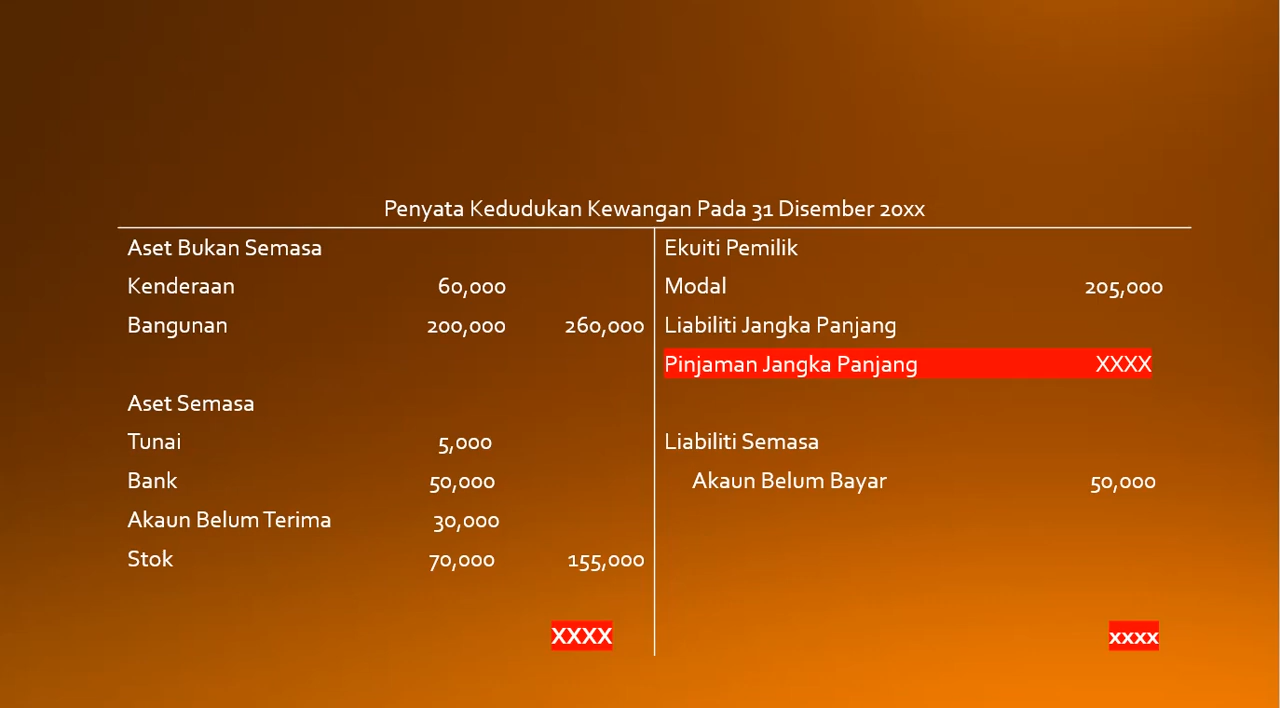 Penyata Kedudukan Kewangan Pada 31 Disember 20xx
Aset Bukan Semasa
Kenderaan 60,000
Bangunan 200,000 260,000
Aset Semasa
Tunai 5,000
Bank 50,000
Akaun Belum Terima 30,000
Stok 70,000 155,000
XXXX
Ekuiti Pemilik
Modal 205,000
Liabiliti Jangka Panjang
Pinjaman Jangka Panjang XXXX
Liabiliti Semasa
Akaun Belum Bayar 50,000
xxxx